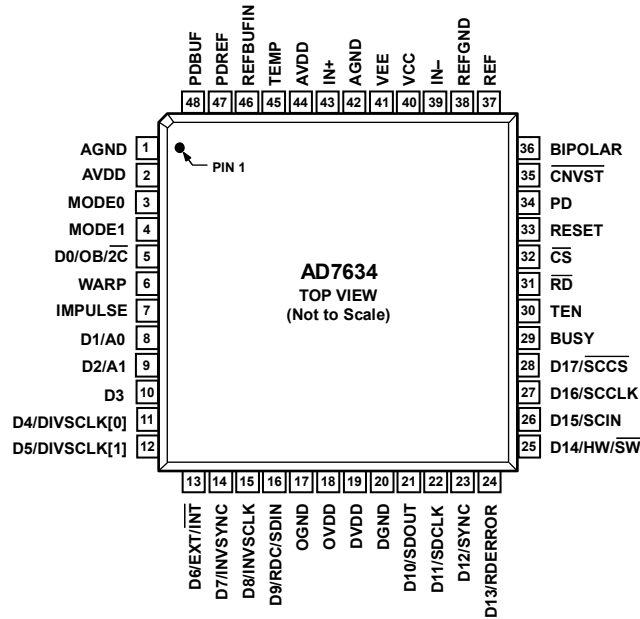 PDBUF
PDREF
REFBUFIN
TEMP
AVDD
IN+
AGND
VEE
VCC
IN–
REFGND
REF
48 47 46 45 44 43 42 41 40 39 38 37
AGND 1
AVDD 2
MODE0 3
MODE1 4
D0/OB/2C̅ 5
WARP 6
IMPULSE 7
D1/A0 8
D2/A1 9
D3 10
D4/DIVSCLK[0] 11
D5/DIVSCLK[1] 12
PIN 1
AD7634
TOP VIEW
(Not to Scale)
36 BIPOLAR
35 CNVST
34 PD
33 RESET
32 CS
31 RD
30 TEN
29 BUSY
28 D17/SCCS
27 D16/SCCLK
26 D15/SCIN
25 D14/HW/SW
13 14 15 16 17 18 19 20 21 22 23 24
D6/EXT/INT
D7/INVSYNC
D8/INVSCLK
D9/RDC/SDIN
OGND
OVDD
DVDD
DGND
D10/SDOUT
D11/SDCLK
D12/SYNC
D13/RDERROR